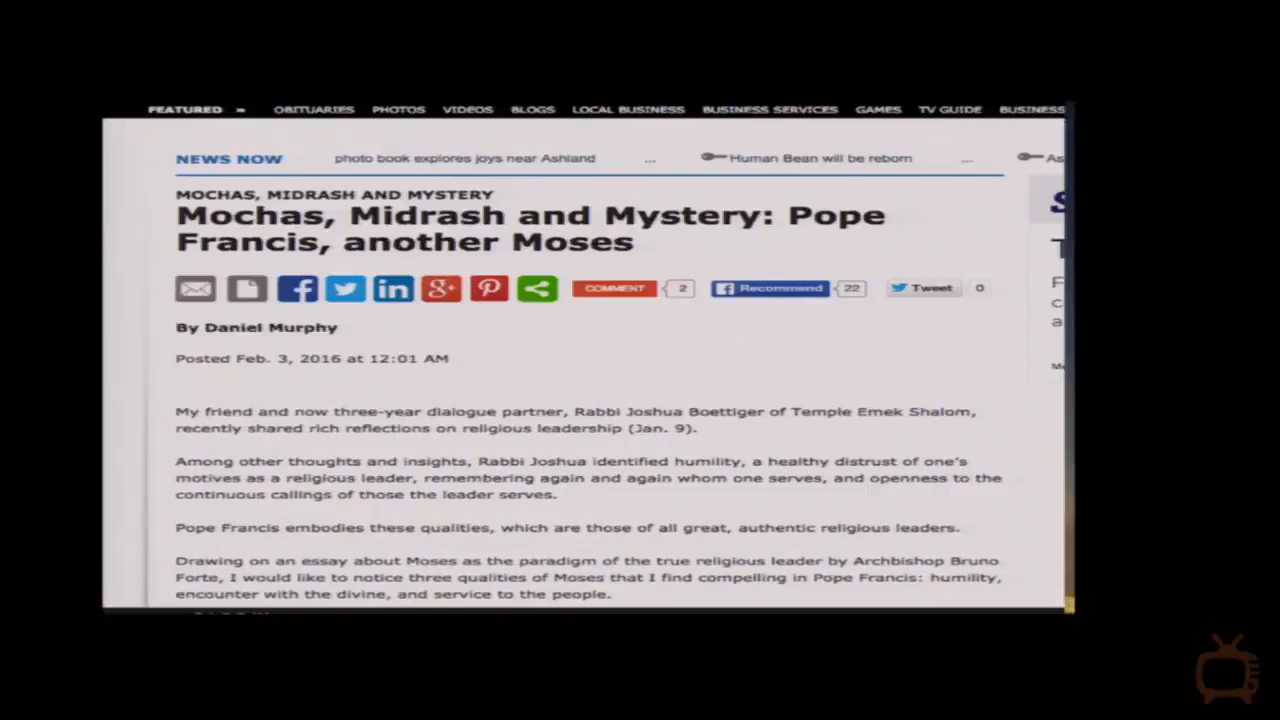 FEATURED » OBITUARIES PHOTOS VIDEOS BLOGS LOCAL BUSINESS BUSINESS SERVICES GAMES TV GUIDE BUSINESS
NEWS NOW photo book explores joys near Ashland ... Human Bean will be reborn ... As
MOCHAS, MIDRASH AND MYSTERY
Mochas, Midrash and Mystery: Pope
Francis, another Moses
COMMENT 2 Recommend 22 Tweet 0
By Daniel Murphy
Posted Feb. 3, 2016 at 12:01 AM
My friend and now three-year dialogue partner, Rabbi Joshua Boettiger of Temple Emek Shalom,
recently shared rich reflections on religious leadership (Jan. 9).
Among other thoughts and insights, Rabbi Joshua identified humility, a healthy distrust of one's
motives as a religious leader, remembering again and again whom one serves, and openness to the
continuous callings of those the leader serves.
Pope Francis embodies these qualities, which are those of all great, authentic religious leaders.
Drawing on an essay about Moses as the paradigm of the true religious leader by Archbishop Bruno
Forte, I would like to notice three qualities of Moses that I find compelling in Pope Francis: humility,
encounter with the divine, and service to the people.